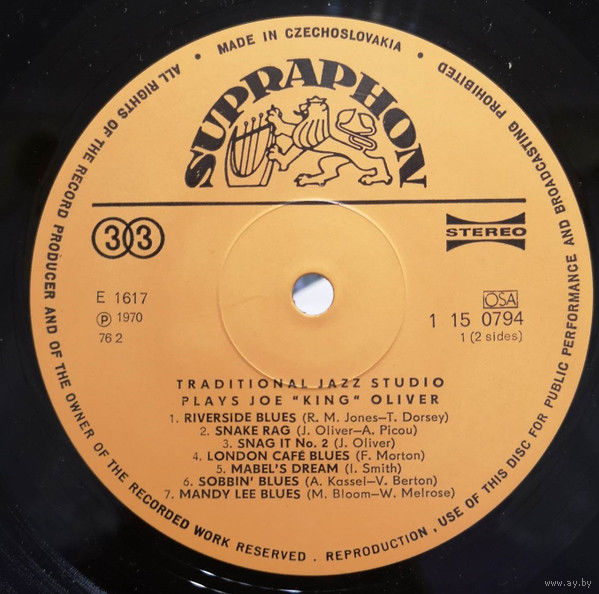 ALL RIGHTS OF THE RECORD PRODUCER AND OF THE OWNER OF THE RECORDED WORK RESERVED . REPRODUCTION, USE OF THIS DISC FOR PUBLIC PERFORMANCE AND BROADCASTING PROHIBITED
• MADE IN CZECHOSLOVAKIA •
SUPRAPHON
33
STEREO
E 1617
℗ 1970
76 2
OSA
1 15 0794
1 (2 sides)
TRADITIONAL JAZZ STUDIO
PLAYS JOE "KING" OLIVER
1. RIVERSIDE BLUES (R. M. Jones—T. Dorsey)
2. SNAKE RAG (J. Oliver—A. Picou)
3. SNAG IT No. 2 (J. Oliver)
4. LONDON CAFÉ BLUES (F. Morton)
5. MABEL'S DREAM (I. Smith)
6. SOBBIN' BLUES (A. Kassel—V. Berton)
7. MANDY LEE BLUES (M. Bloom—W. Melrose)
www.ay.by